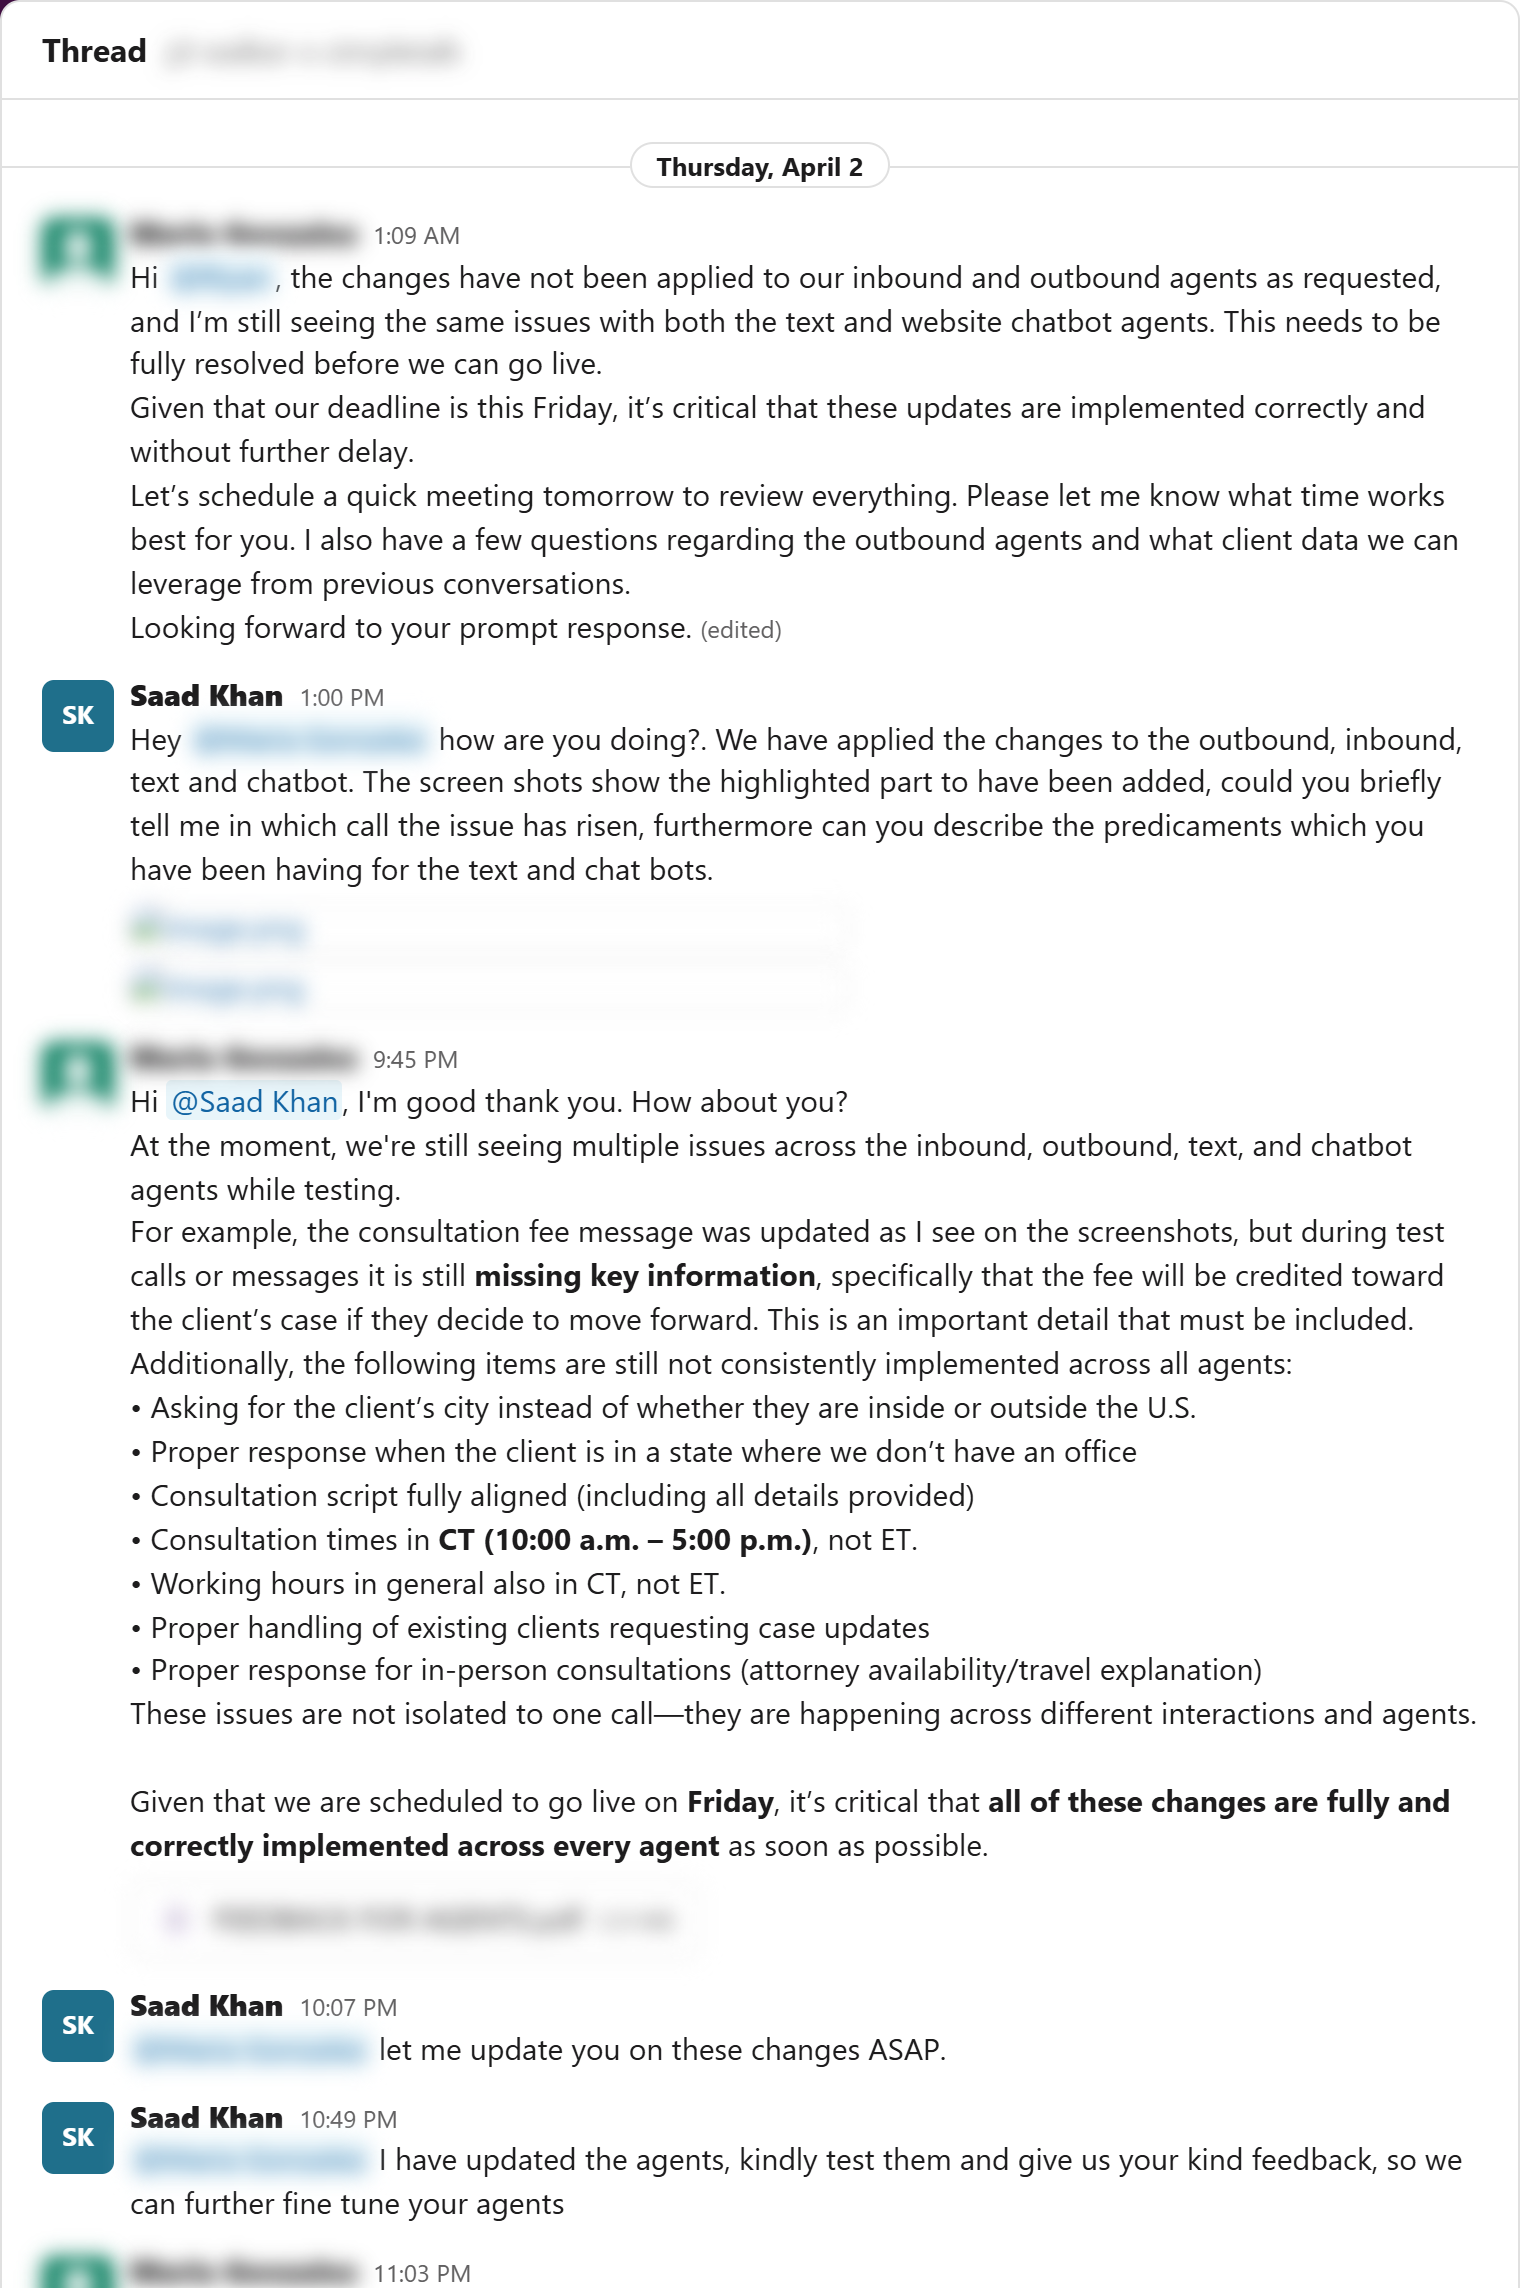 Thread
Thursday, April 2
1:09 AM
Hi , the changes have not been applied to our inbound and outbound agents as requested,
and I’m still seeing the same issues with both the text and website chatbot agents. This needs to be
fully resolved before we can go live.
Given that our deadline is this Friday, it’s critical that these updates are implemented correctly and
without further delay.
Let’s schedule a quick meeting tomorrow to review everything. Please let me know what time works
best for you. I also have a few questions regarding the outbound agents and what client data we can
leverage from previous conversations.
Looking forward to your prompt response. (edited)
SK
Saad Khan 1:00 PM
Hey how are you doing?. We have applied the changes to the outbound, inbound,
text and chatbot. The screen shots show the highlighted part to have been added, could you briefly
tell me in which call the issue has risen, furthermore can you describe the predicaments which you
have been having for the text and chat bots.
9:45 PM
Hi @Saad Khan, I'm good thank you. How about you?
At the moment, we're still seeing multiple issues across the inbound, outbound, text, and chatbot
agents while testing.
For example, the consultation fee message was updated as I see on the screenshots, but during test
calls or messages it is still missing key information, specifically that the fee will be credited toward
the client’s case if they decide to move forward. This is an important detail that must be included.
Additionally, the following items are still not consistently implemented across all agents:
• Asking for the client’s city instead of whether they are inside or outside the U.S.
• Proper response when the client is in a state where we don’t have an office
• Consultation script fully aligned (including all details provided)
• Consultation times in CT (10:00 a.m. – 5:00 p.m.), not ET.
• Working hours in general also in CT, not ET.
• Proper handling of existing clients requesting case updates
• Proper response for in-person consultations (attorney availability/travel explanation)
These issues are not isolated to one call—they are happening across different interactions and agents.
Given that we are scheduled to go live on Friday, it’s critical that all of these changes are fully and
correctly implemented across every agent as soon as possible.
SK
Saad Khan 10:07 PM
let me update you on these changes ASAP.
SK
Saad Khan 10:49 PM
I have updated the agents, kindly test them and give us your kind feedback, so we
can further fine tune your agents
11:03 PM